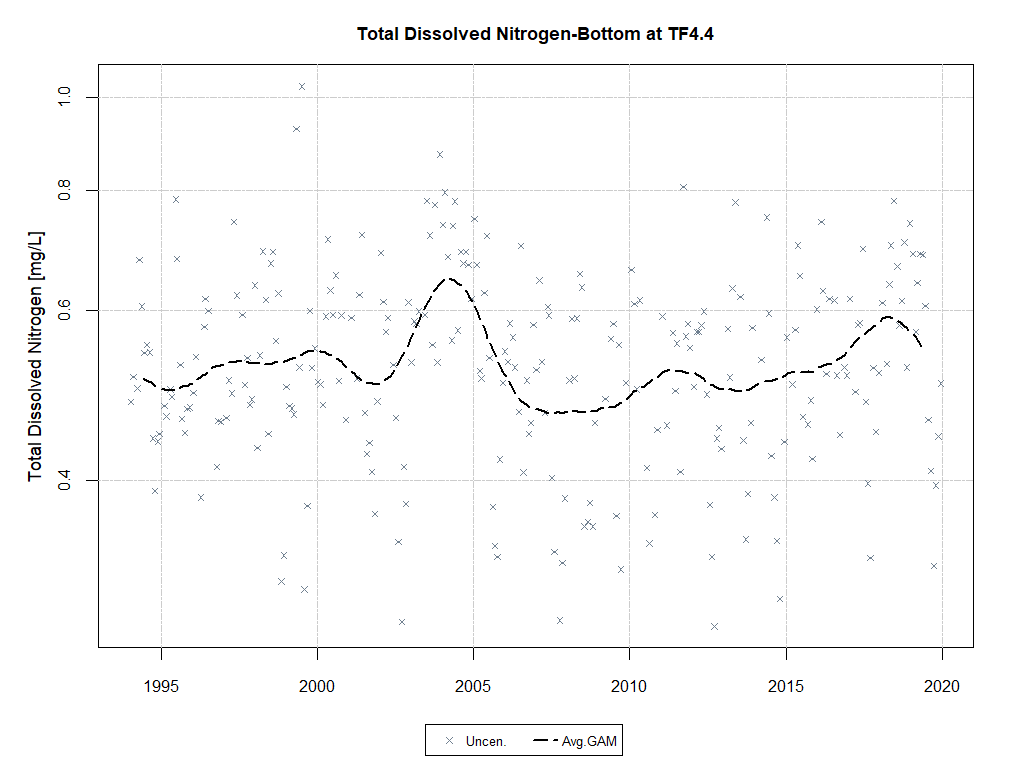 Total Dissolved Nitrogen-Bottom at TF4.4
Total Dissolved Nitrogen [mg/L]
1.0
0.8
0.6
0.4
1995 2000 2005 2010 2015 2020
Uncen. Avg.GAM